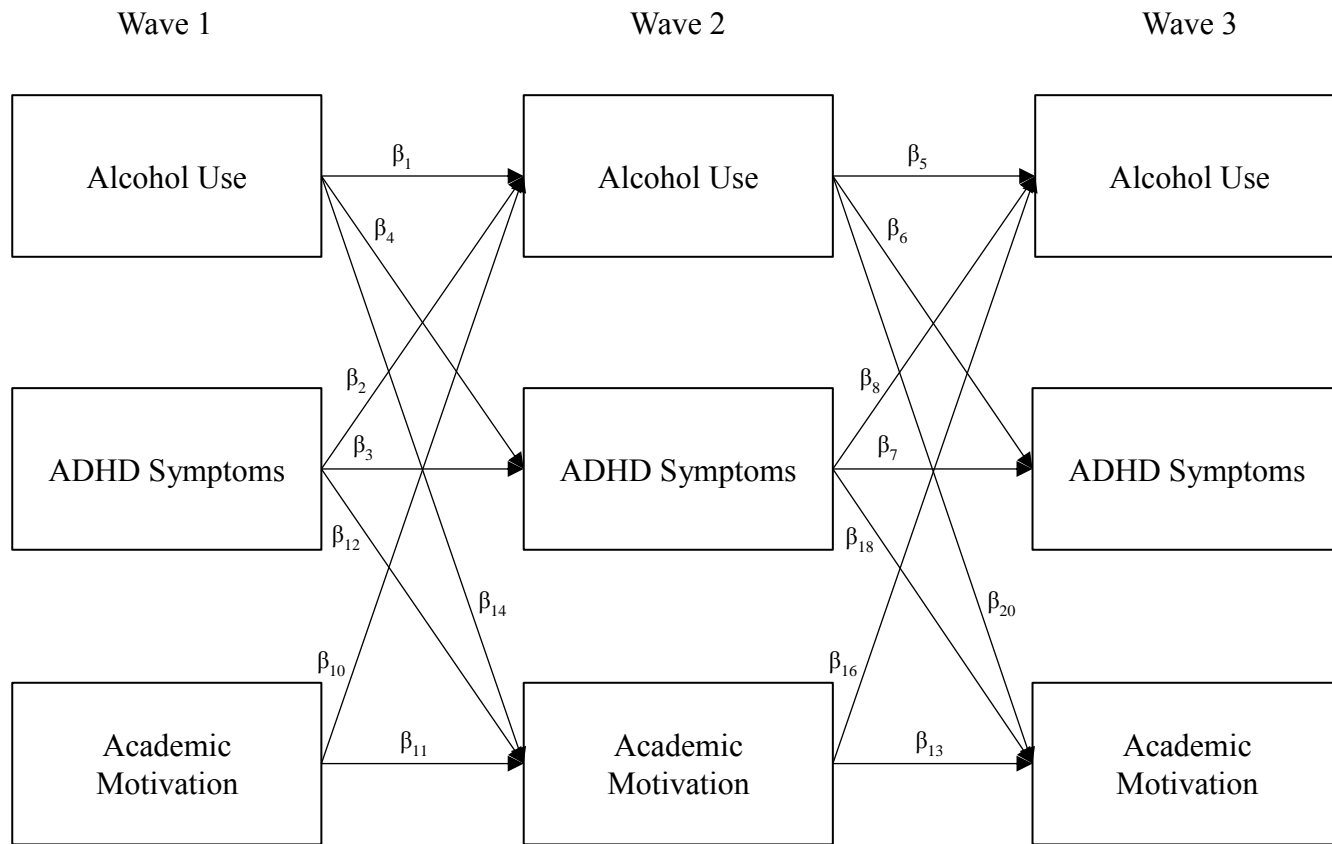 Wave 1
Wave 2
Wave 3
Alcohol Use
β₁
Alcohol Use
β₅
Alcohol Use
β₄
β₆
β₂
β₈
ADHD Symptoms
β₃
ADHD Symptoms
β₇
ADHD Symptoms
β₁₂
β₁₈
β₁₄
β₂₀
β₁₀
β₁₆
Academic
Motivation
β₁₁
Academic
Motivation
β₁₃
Academic
Motivation